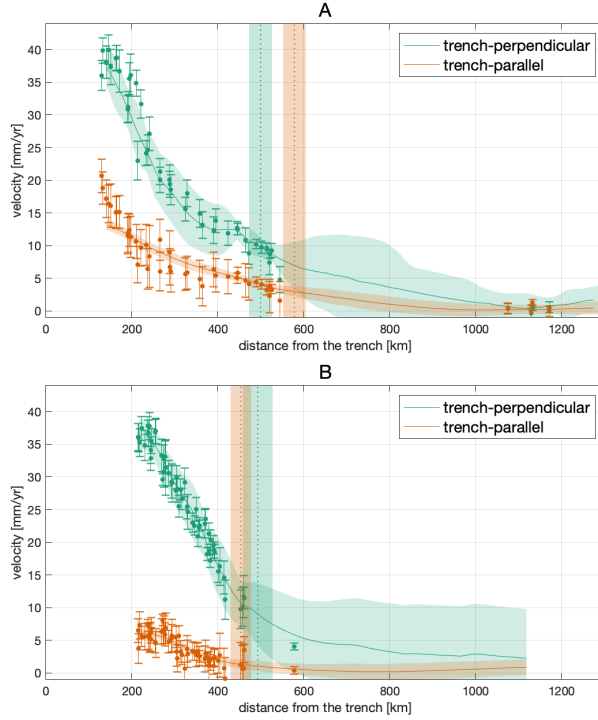 A
40
35
30
25
20
15
10
5
0
velocity [mm/yr]
trench-perpendicular
trench-parallel
0 200 400 600 800 1000 1200
distance from the trench [km]
B
40
35
30
25
20
15
10
5
0
velocity [mm/yr]
trench-perpendicular
trench-parallel
0 200 400 600 800 1000 1200
distance from the trench [km]